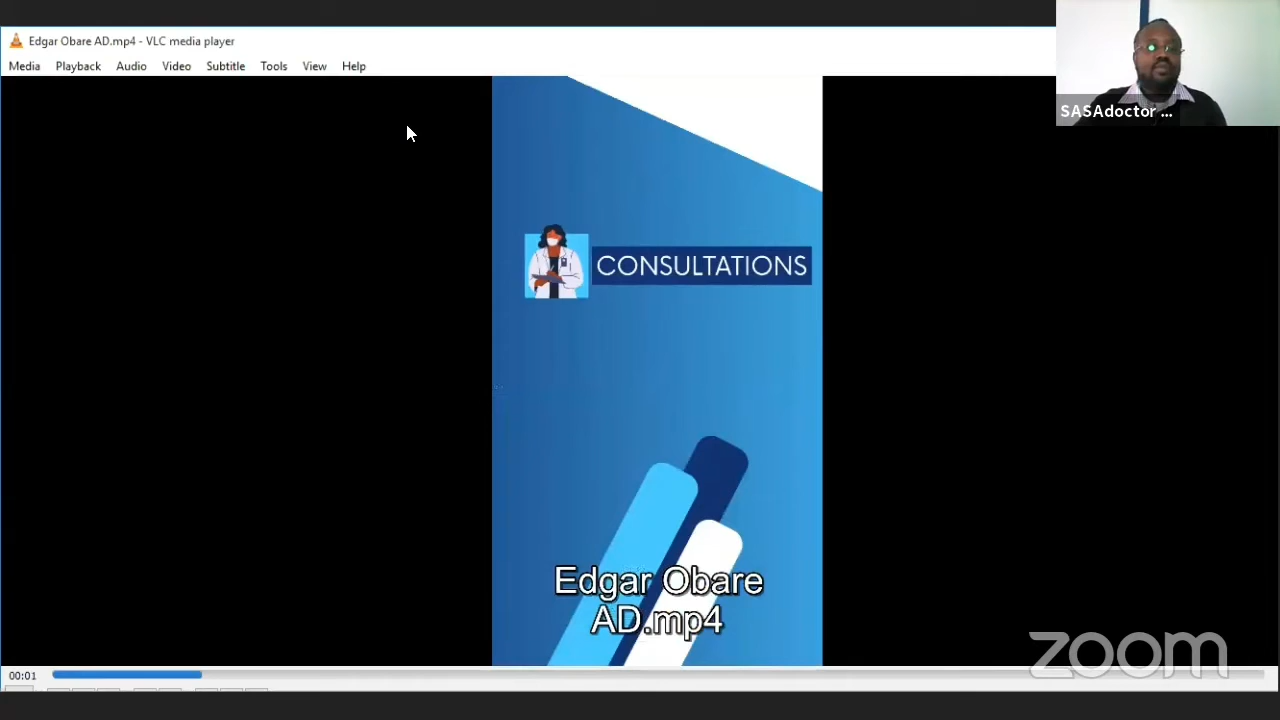 Edgar Obare AD.mp4 - VLC media player
Media Playback Audio Video Subtitle Tools View Help
SASAdoctor ...
CONSULTATIONS
Edgar Obare
AD.mp4
zoom
00:01